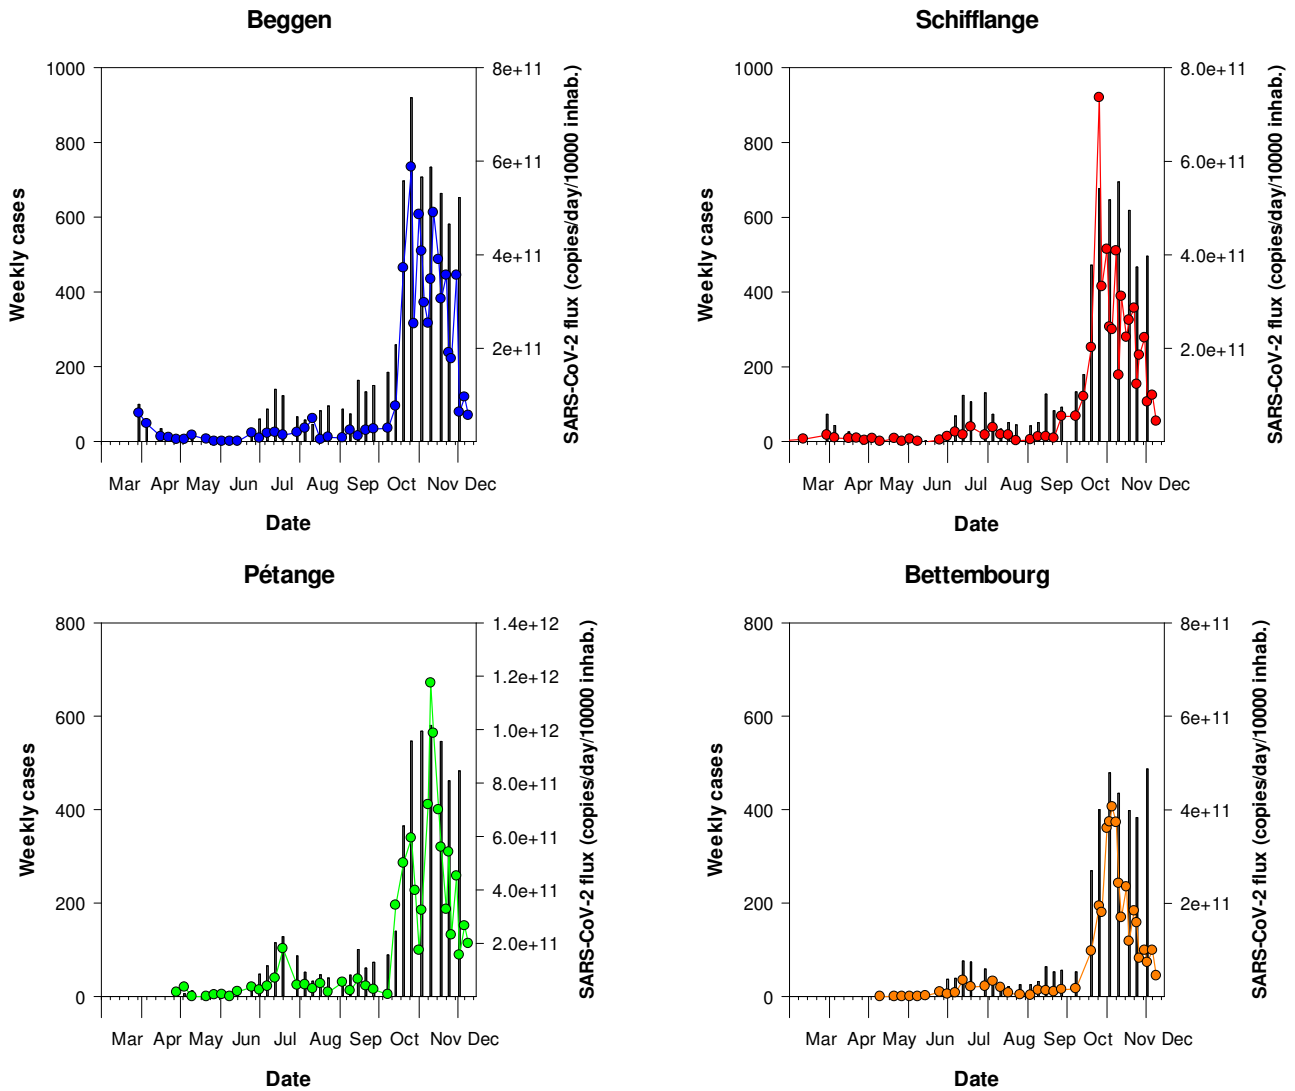 Beggen
1000
800
600
400
200
0
Weekly cases
8e+11
6e+11
4e+11
2e+11
SARS-CoV-2 flux (copies/day/10000 inhab.)
Mar Apr May Jun Jul Aug Sep Oct Nov Dec
Date
Schifflange
1000
800
600
400
200
0
Weekly cases
8.0e+11
6.0e+11
4.0e+11
2.0e+11
SARS-CoV-2 flux (copies/day/10000 inhab.)
Mar Apr May Jun Jul Aug Sep Oct Nov Dec
Date
Pétange
800
600
400
200
0
Weekly cases
1.4e+12
1.2e+12
1.0e+12
8.0e+11
6.0e+11
4.0e+11
2.0e+11
SARS-CoV-2 flux (copies/day/10000 inhab.)
Mar Apr May Jun Jul Aug Sep Oct Nov Dec
Date
Bettembourg
800
600
400
200
0
Weekly cases
8e+11
6e+11
4e+11
2e+11
SARS-CoV-2 flux (copies/day/10000 inhab.)
Mar Apr May Jun Jul Aug Sep Oct Nov Dec
Date